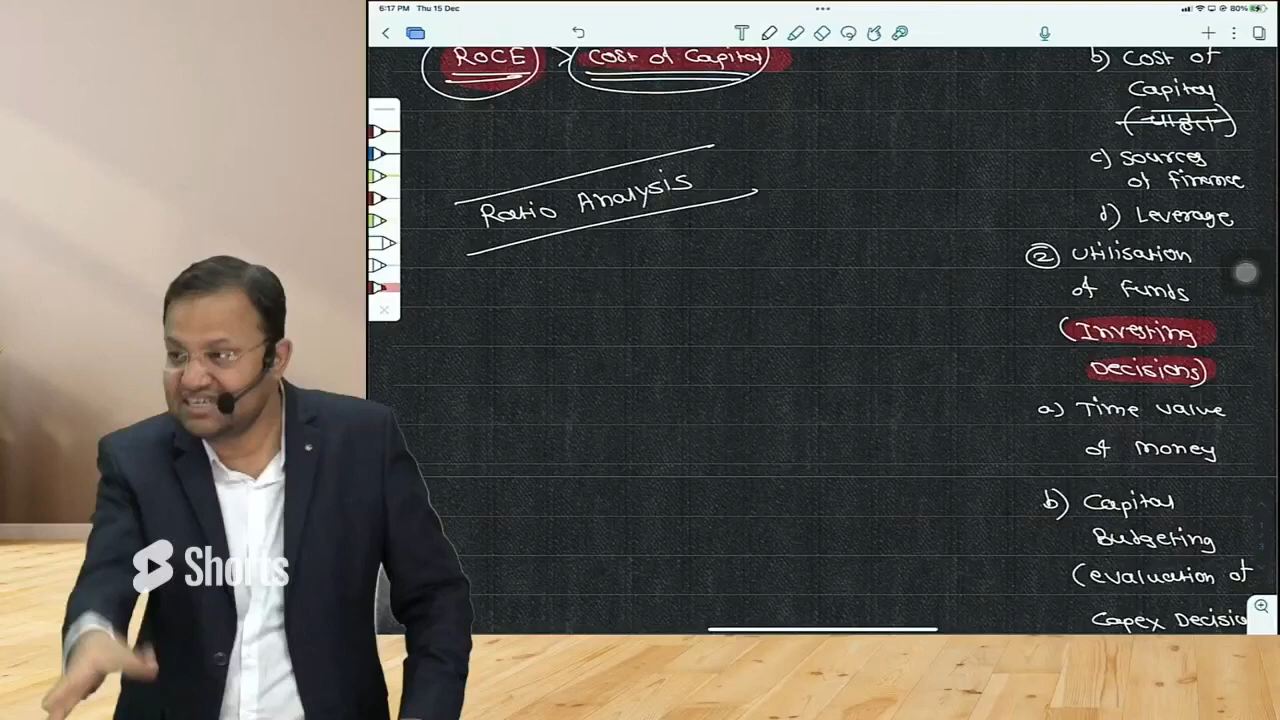 6:17 PM Thu 15 Dec
80%
ROCE > Cost of Capital
Ratio Analysis
b) Cost of
Capital
c) Sources
of finance
d) Leverage
② Utilisation
of Funds
(Investing
Decisions)
a) Time value
of money
b) Capital
Budgeting
(evaluation of
Capex Decisio
Shorts